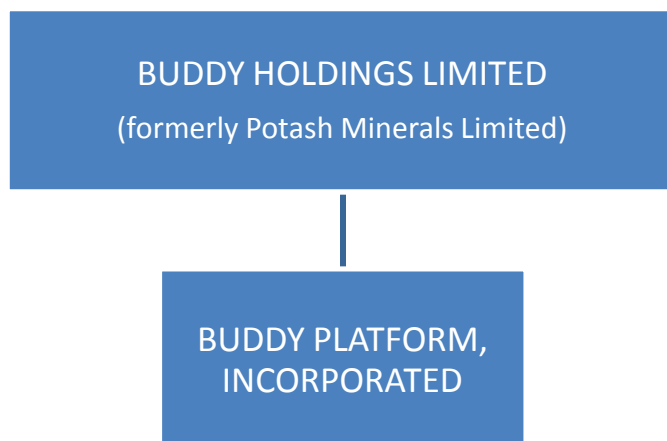 BUDDY HOLDINGS LIMITED
(formerly Potash Minerals Limited)
BUDDY PLATFORM,
INCORPORATED